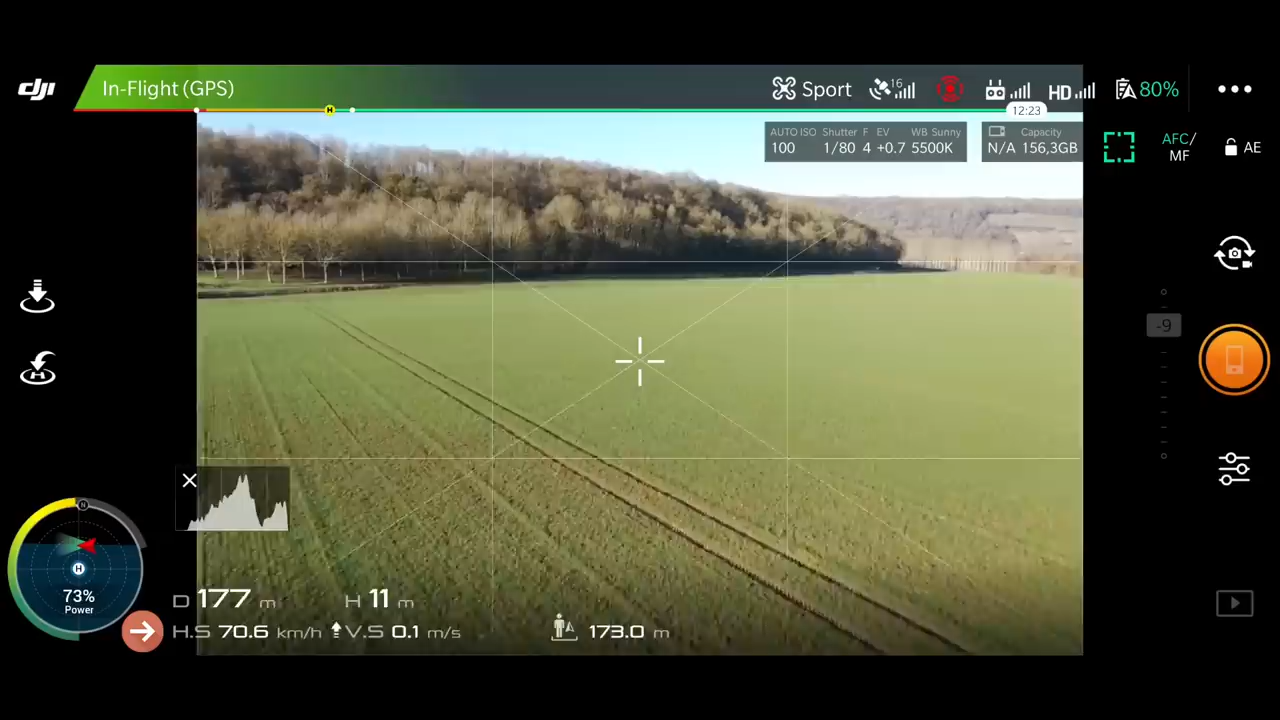 dji In-Flight (GPS) Sport 16 HD 80%
H 12:23
AUTO ISO Shutter F EV WB Sunny Capacity
100 1/80 4 +0.7 5500K N/A 156,3GB
AFC/
MF
AE
-9
N
H
73%
Power
D 177 m H 11 m
H.S 70.6 km/h V.S 0.1 m/s 173.0 m